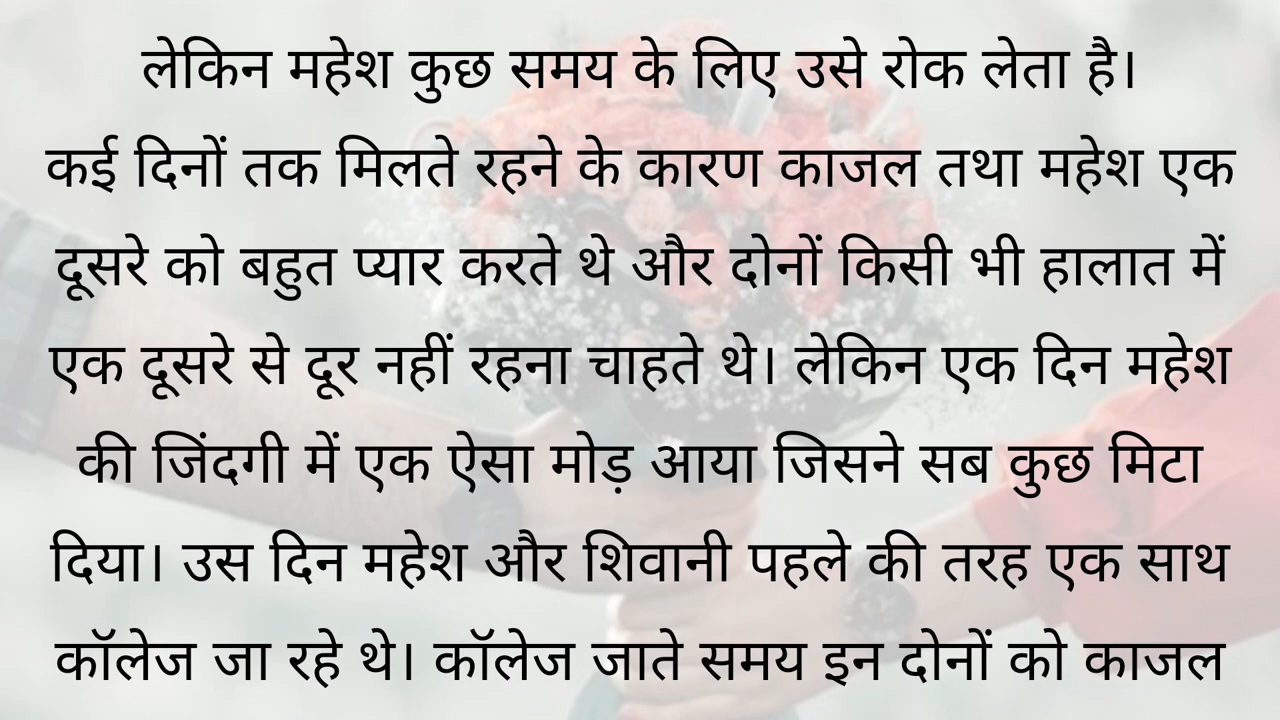 लेकिन महेश कुछ समय के लिए उसे रोक लेता है।
कई दिनों तक मिलते रहने के कारण काजल तथा महेश एक
दूसरे को बहुत प्यार करते थे और दोनों किसी भी हालात में
एक दूसरे से दूर नहीं रहना चाहते थे। लेकिन एक दिन महेश
की जिंदगी में एक ऐसा मोड़ आया जिसने सब कुछ मिटा
दिया। उस दिन महेश और शिवानी पहले की तरह एक साथ
कॉलेज जा रहे थे। कॉलेज जाते समय इन दोनों को काजल